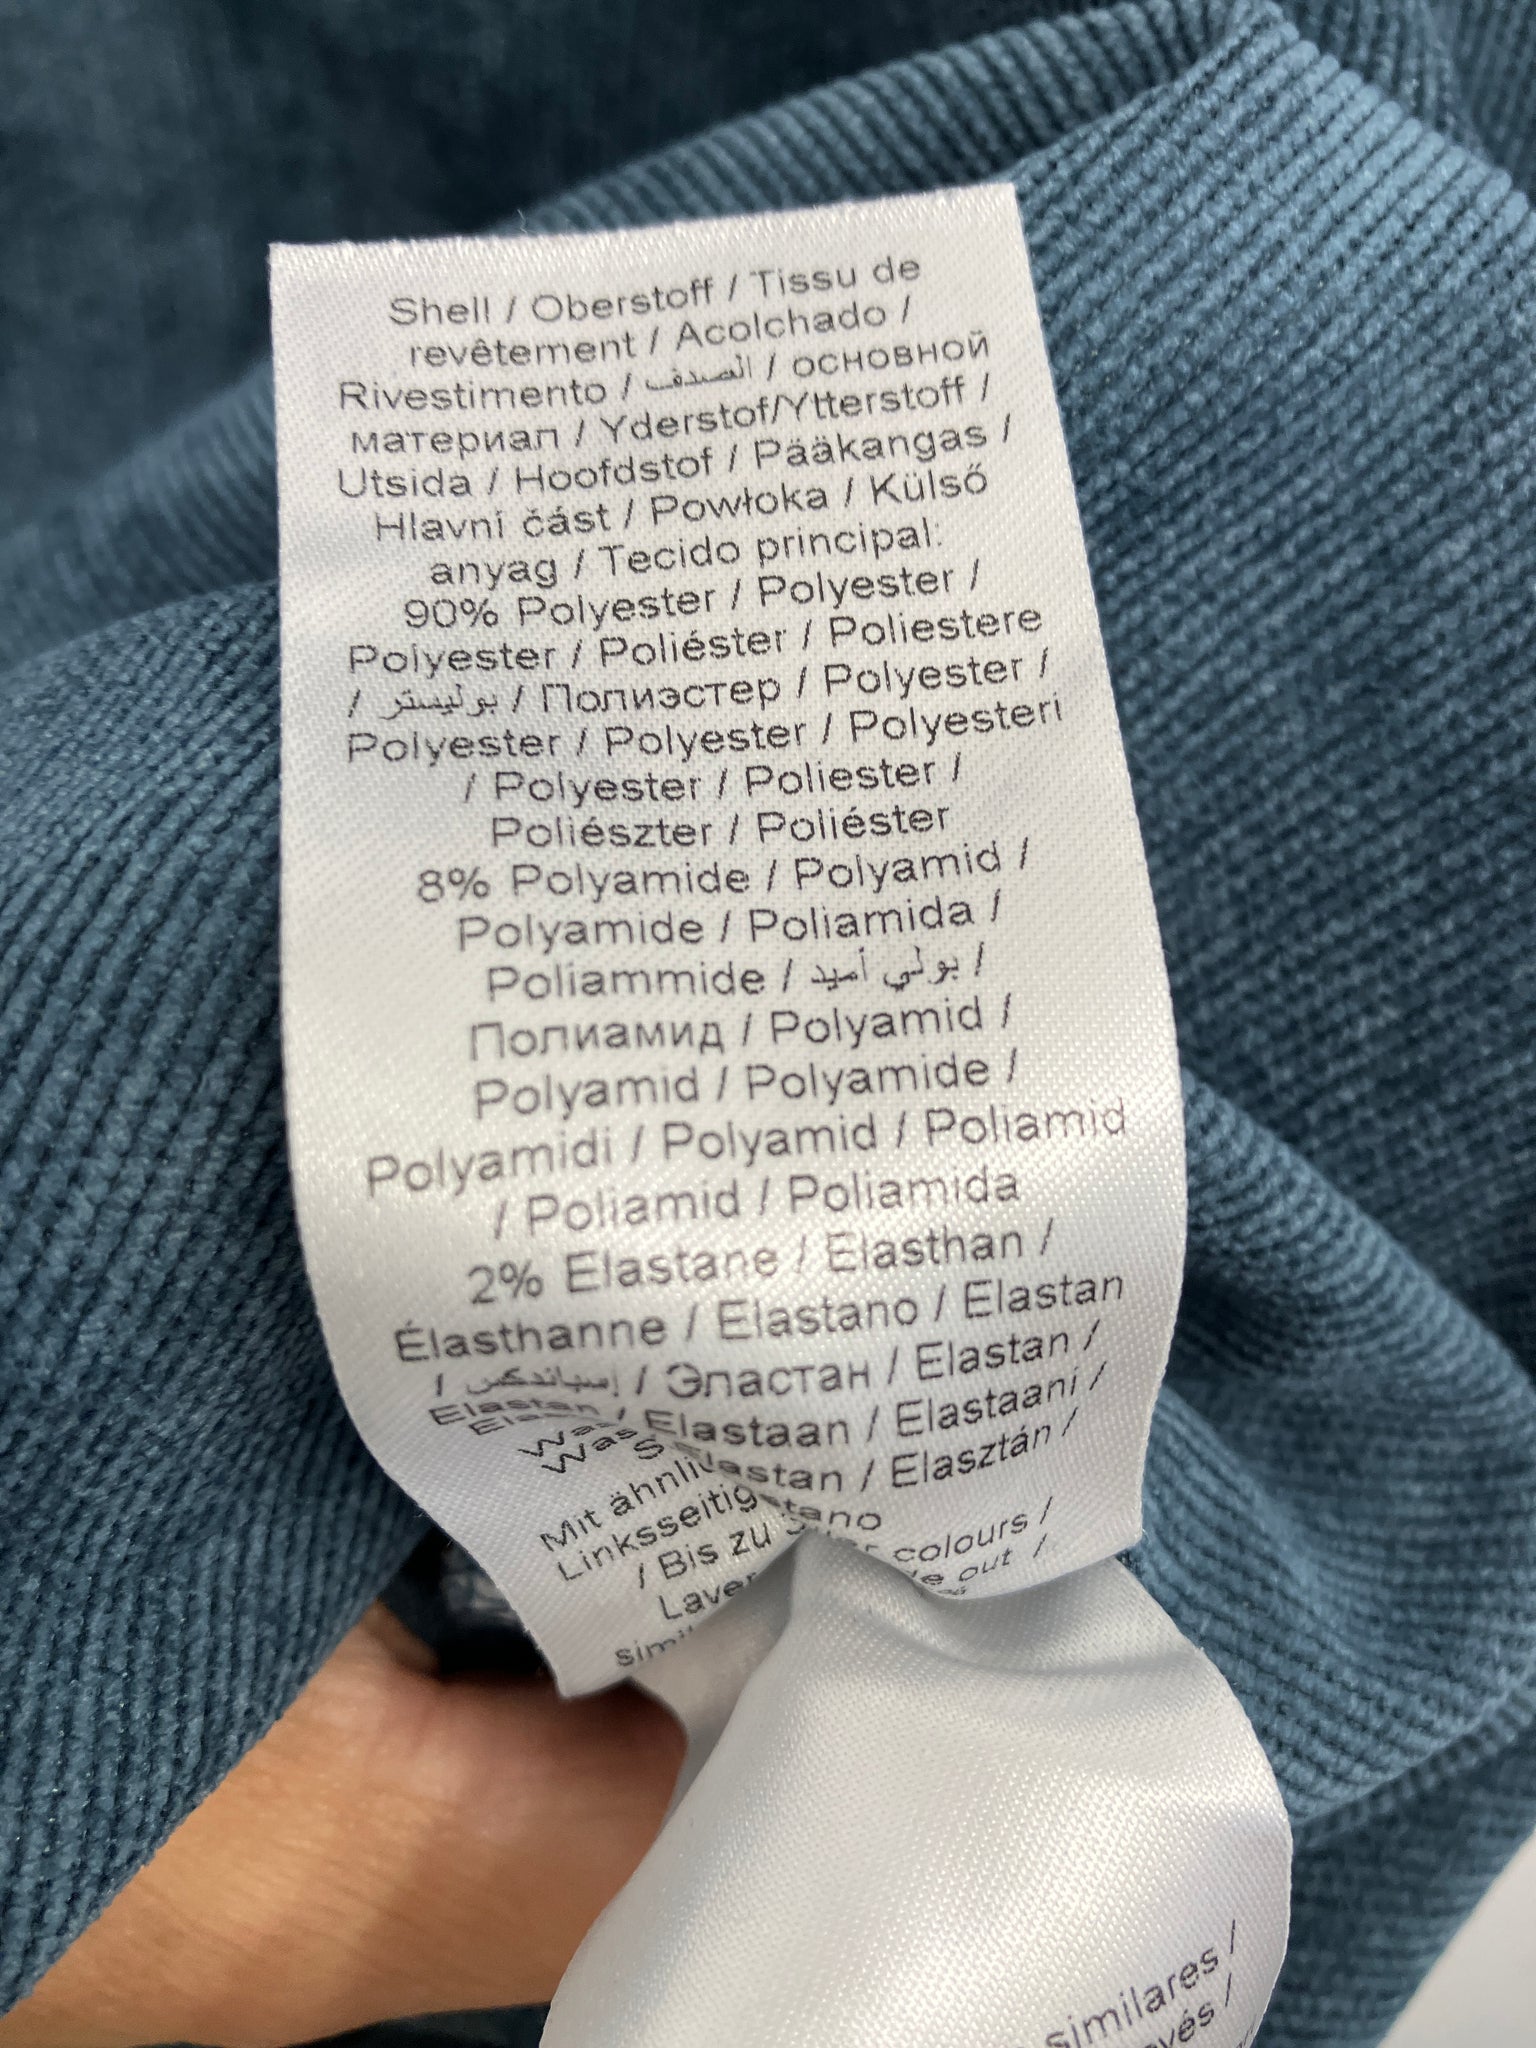 Shell / Oberstoff / Tissu de
revêtement / Acolchado /
Rivestimento / الصدف / основной
материал / Yderstof/Ytterstoff /
Utsida / Hoofdstof / Pääkangas /
Hlavní část / Powłoka / Külső
anyag / Tecido principal:
90% Polyester / Polyester /
Polyester / Poliéster / Poliestere
/ بوليستر / Полиэстер / Polyester /
Polyester / Polyester / Polyesteri
/ Polyester / Poliester /
Poliészter / Poliéster
8% Polyamide / Polyamid /
Polyamide / Poliamida /
Poliammide / بولي أميد /
Полиамид / Polyamid /
Polyamid / Polyamide /
Polyamidi / Polyamid / Poliamid
/ Poliamid / Poliamida
2% Elastane / Elasthan /
Élasthanne / Elastano / Elastan
/ إسباندكس / Эластан / Elastan /
Elastan / Elastaan / Elastaani /
/ Elasztán /
colours /
out /
Mit
Linksseitig
/ Bis zu
similares /